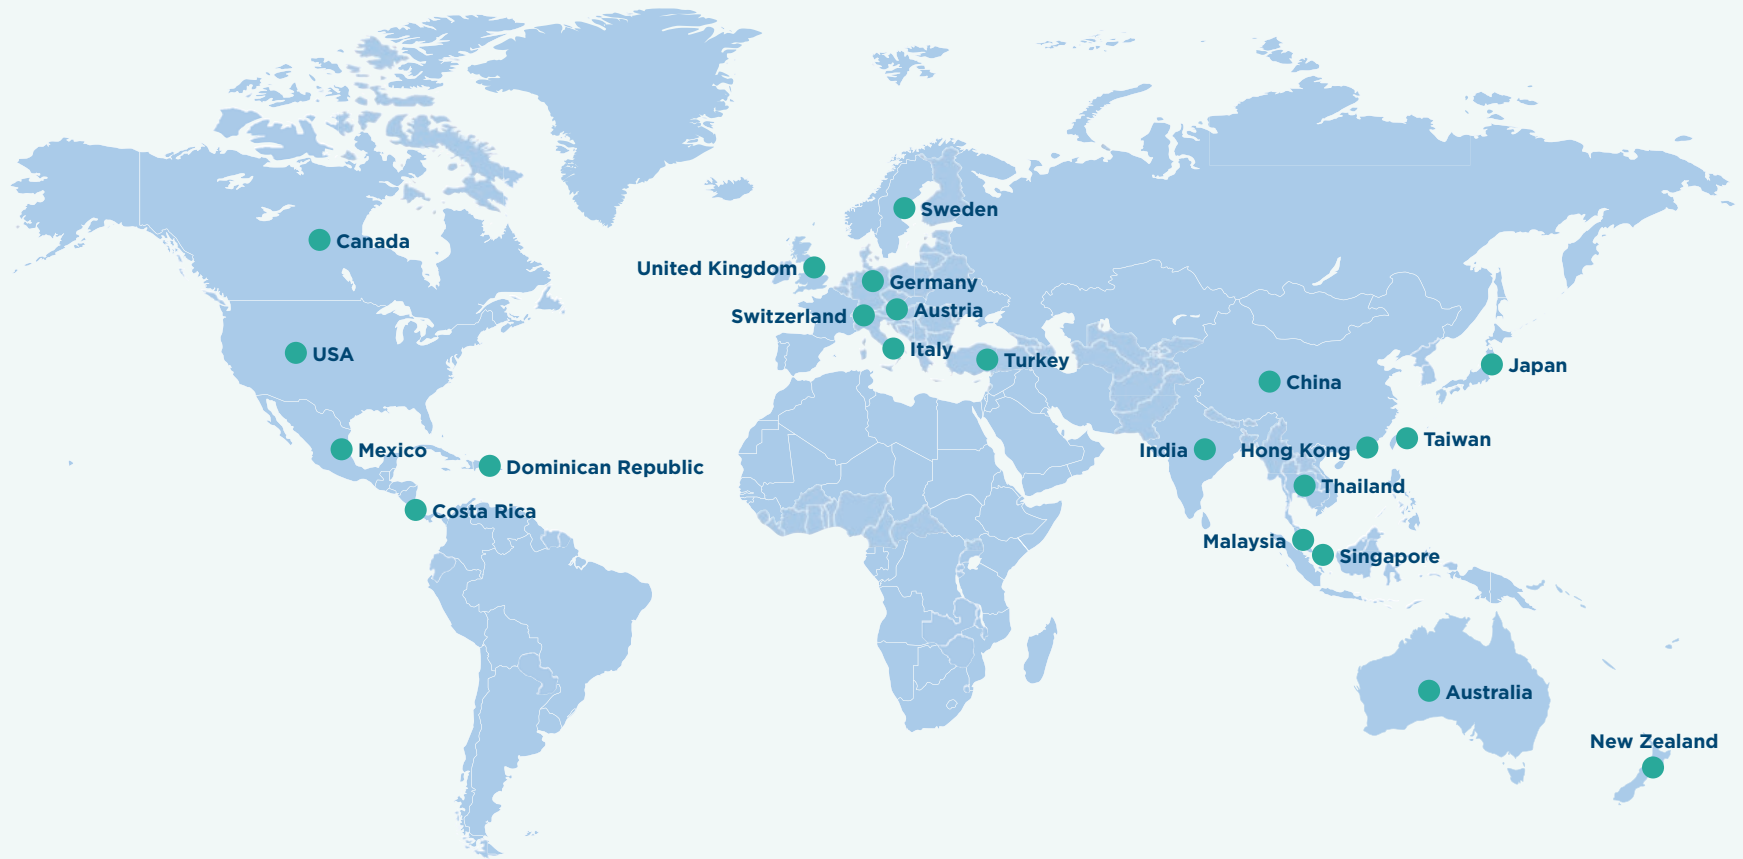 Sweden
Canada
United Kingdom
Germany
Austria
Switzerland
Italy
USA
Turkey
Japan
China
Taiwan
Mexico
India
Hong Kong
Dominican Republic
Thailand
Costa Rica
Malaysia
Singapore
Australia
New Zealand